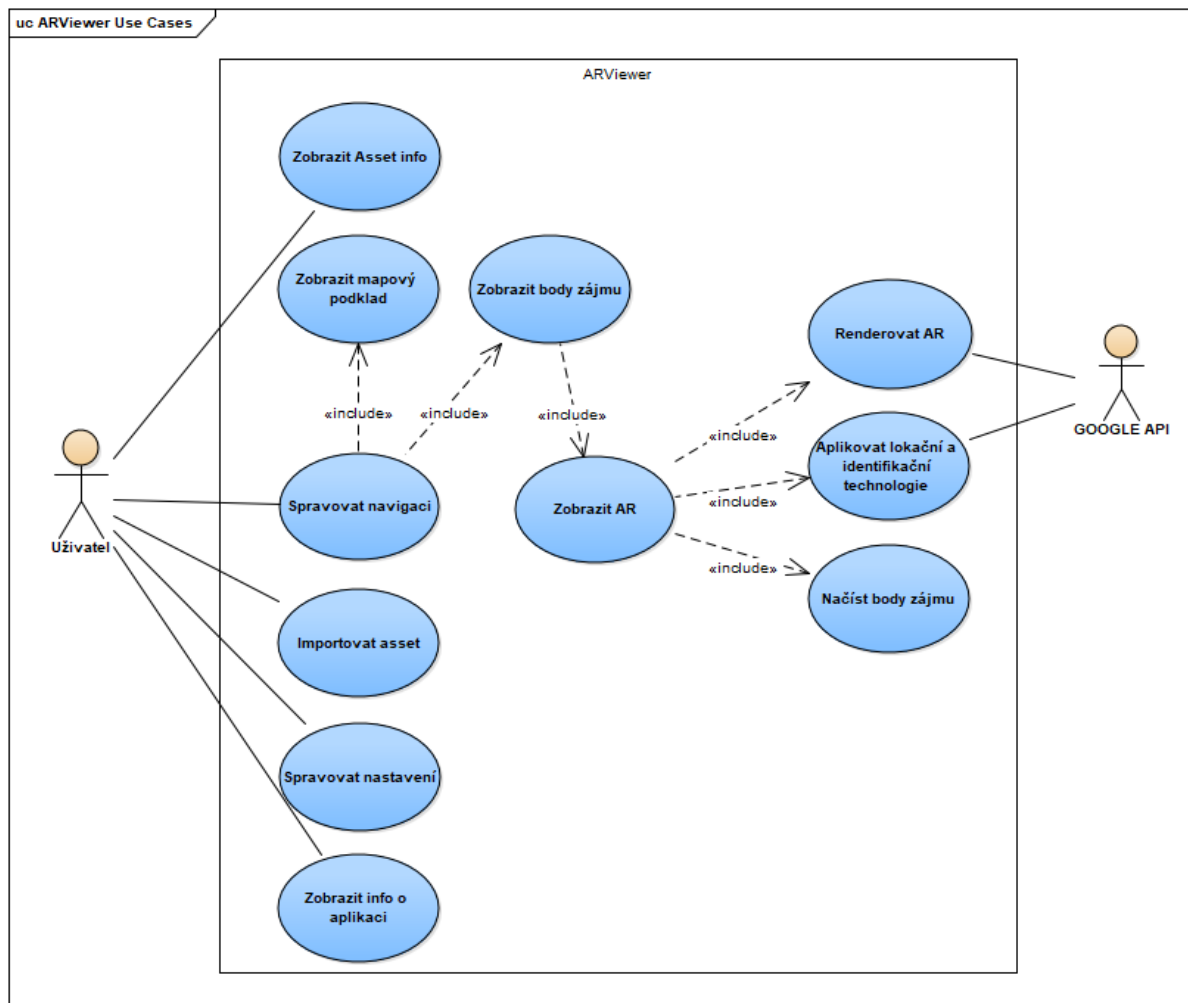 uc ARViewer Use Cases
ARViewer
Zobrazit Asset info
Zobrazit mapový
podklad
Zobrazit body zájmu
Renderovat AR
GOOGLE API
«include»
«include»
«include»
«include»
Aplikovat lokační a
identifikační
technologie
Spravovat navigaci
Zobrazit AR
«include»
Uživatel
«include»
Načíst body zájmu
Importovat asset
Spravovat nastavení
Zobrazit info o
aplikaci